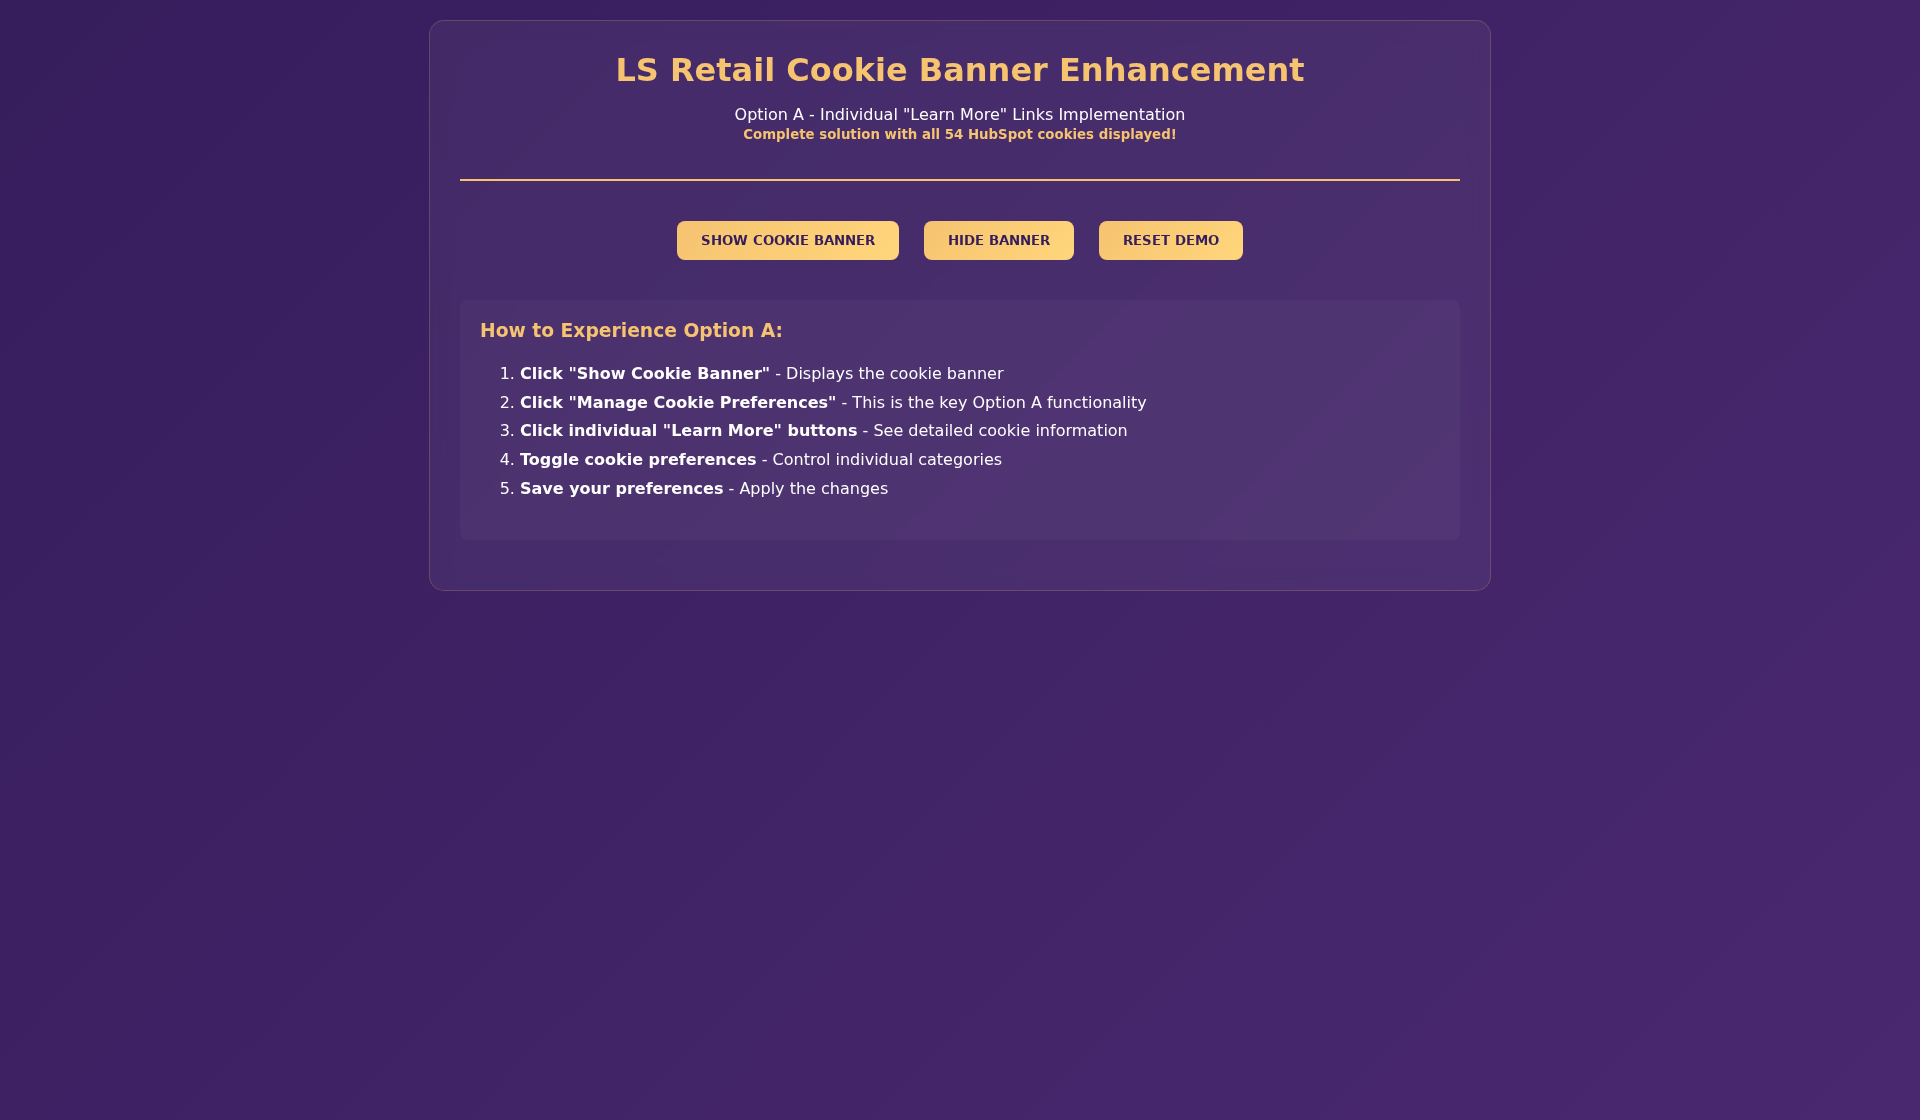 LS Retail Cookie Banner Enhancement
Option A - Individual "Learn More" Links Implementation
Complete solution with all 54 HubSpot cookies displayed!
SHOW COOKIE BANNER
HIDE BANNER
RESET DEMO
How to Experience Option A:
1. Click "Show Cookie Banner" - Displays the cookie banner
2. Click "Manage Cookie Preferences" - This is the key Option A functionality
3. Click individual "Learn More" buttons - See detailed cookie information
4. Toggle cookie preferences - Control individual categories
5. Save your preferences - Apply the changes